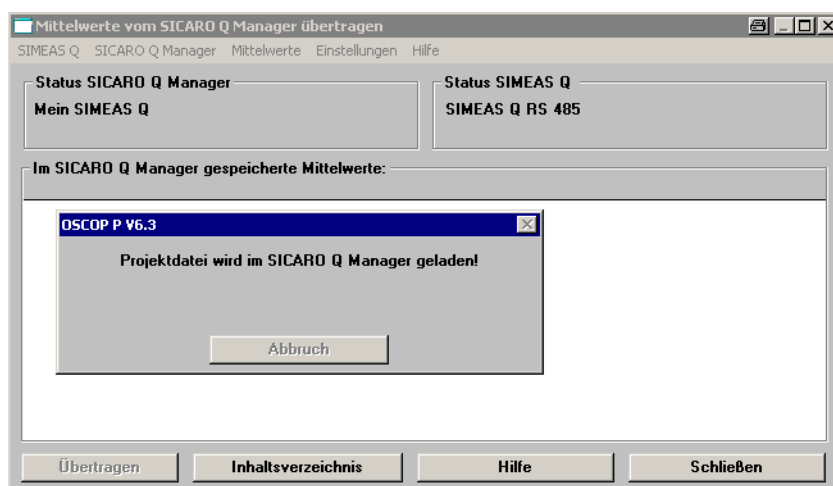 Mittelwerte vom SICARO Q Manager übertragen
SIMEAS Q SICARO Q Manager Mittelwerte Einstellungen Hilfe
Status SICARO Q Manager
Mein SIMEAS Q
Status SIMEAS Q
SIMEAS Q RS 485
Im SICARO Q Manager gespeicherte Mittelwerte:
OSCOP P V6.3
Projektdatei wird im SICARO Q Manager geladen!
Abbruch
Übertragen Inhaltsverzeichnis Hilfe Schließen